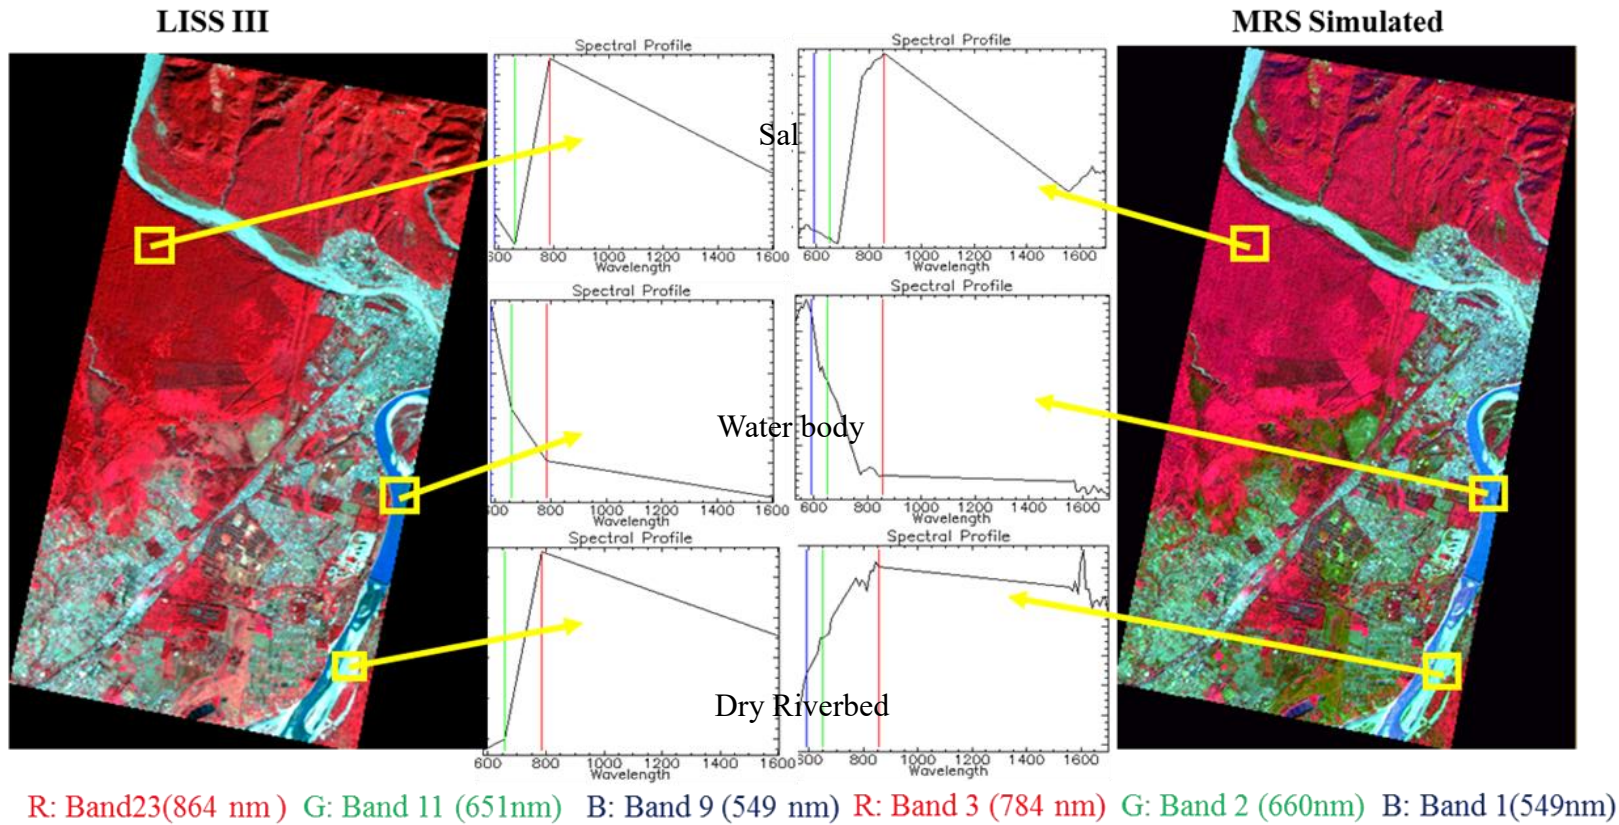 LISS III
MRS Simulated
Spectral Profile
600 800 1000 1200 1400 1600
Wavelength
Spectral Profile
600 800 1000 1200 1400 1600
Wavelength
Sal
Spectral Profile
800 1000 1200 1400 1600
Wavelength
Spectral Profile
600 800 1000 1200 1400 1600
Wavelength
Water body
Spectral Profile
600 800 1000 1200 1400 1600
Wavelength
Spectral Profile
800 1000 1200 1400 1600
Wavelength
Dry Riverbed
R: Band23(864 nm ) G: Band 11 (651nm) B: Band 9 (549 nm) R: Band 3 (784 nm) G: Band 2 (660nm) B: Band 1(549nm)